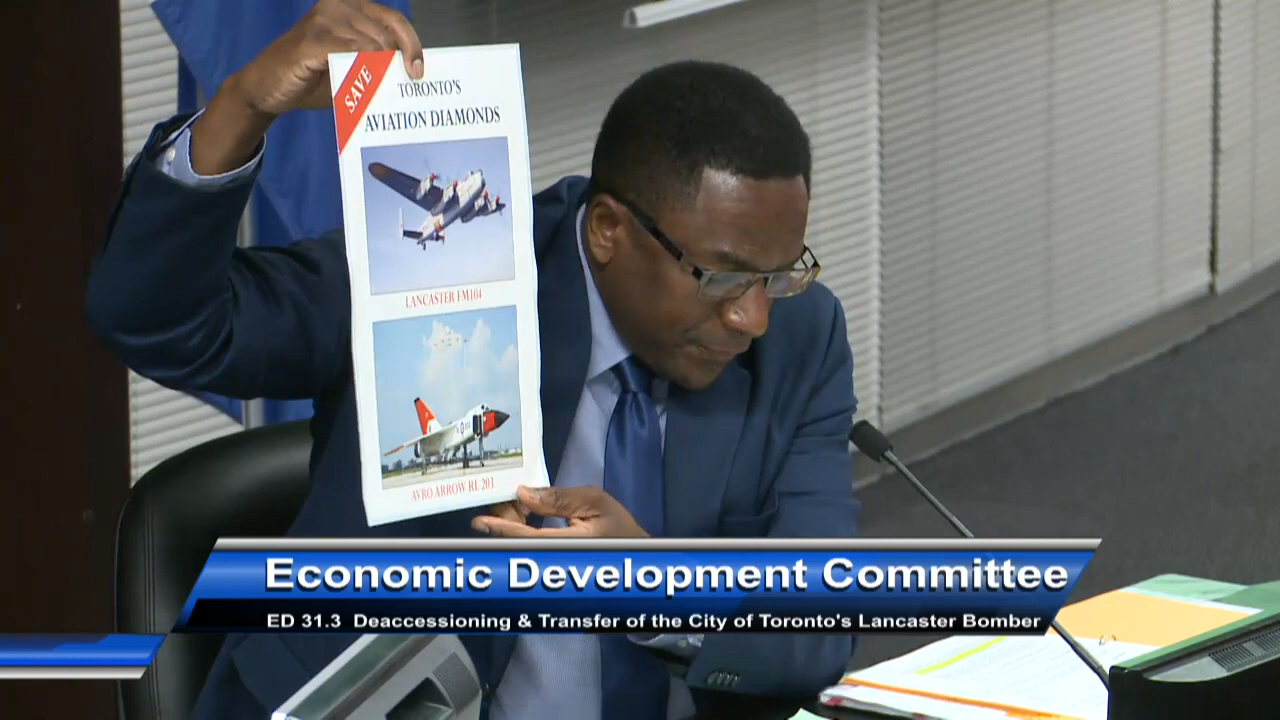 SAVE
TORONTO'S
AVIATION DIAMONDS
LANCASTER FM104
AVRO ARROW RL 203
Economic Development Committee
ED 31.3 Deaccessioning & Transfer of the City of Toronto's Lancaster Bomber